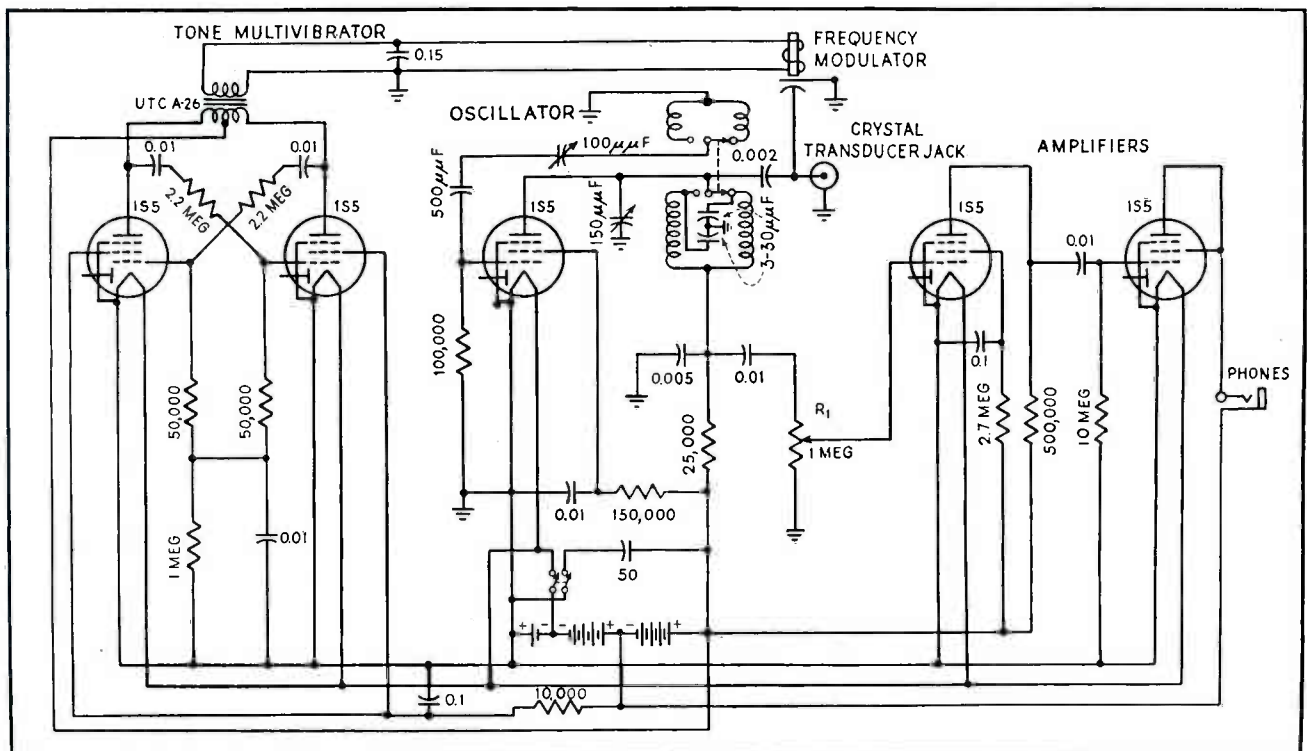 TONE MULTIVIBRATOR
0.15
FREQUENCY
MODULATOR
UTC A-26
OSCILLATOR
CRYSTAL
TRANSDUCER JACK
AMPLIFIERS
0.01
0.01
2.2 MEG
2.2 MEG
500μμF
100μμF
0.002
150μμF
3-30μμF
1S5
1S5
1S5
1S5
1S5
0.01
50,000
50,000
100,000
0.005
0.01
R1
1 MEG
25,000
0.1
2.7 MEG
500,000
10 MEG
PHONES
1 MEG
0.01
0.01
150,000
50
+ - - + - +
0.1
10,000